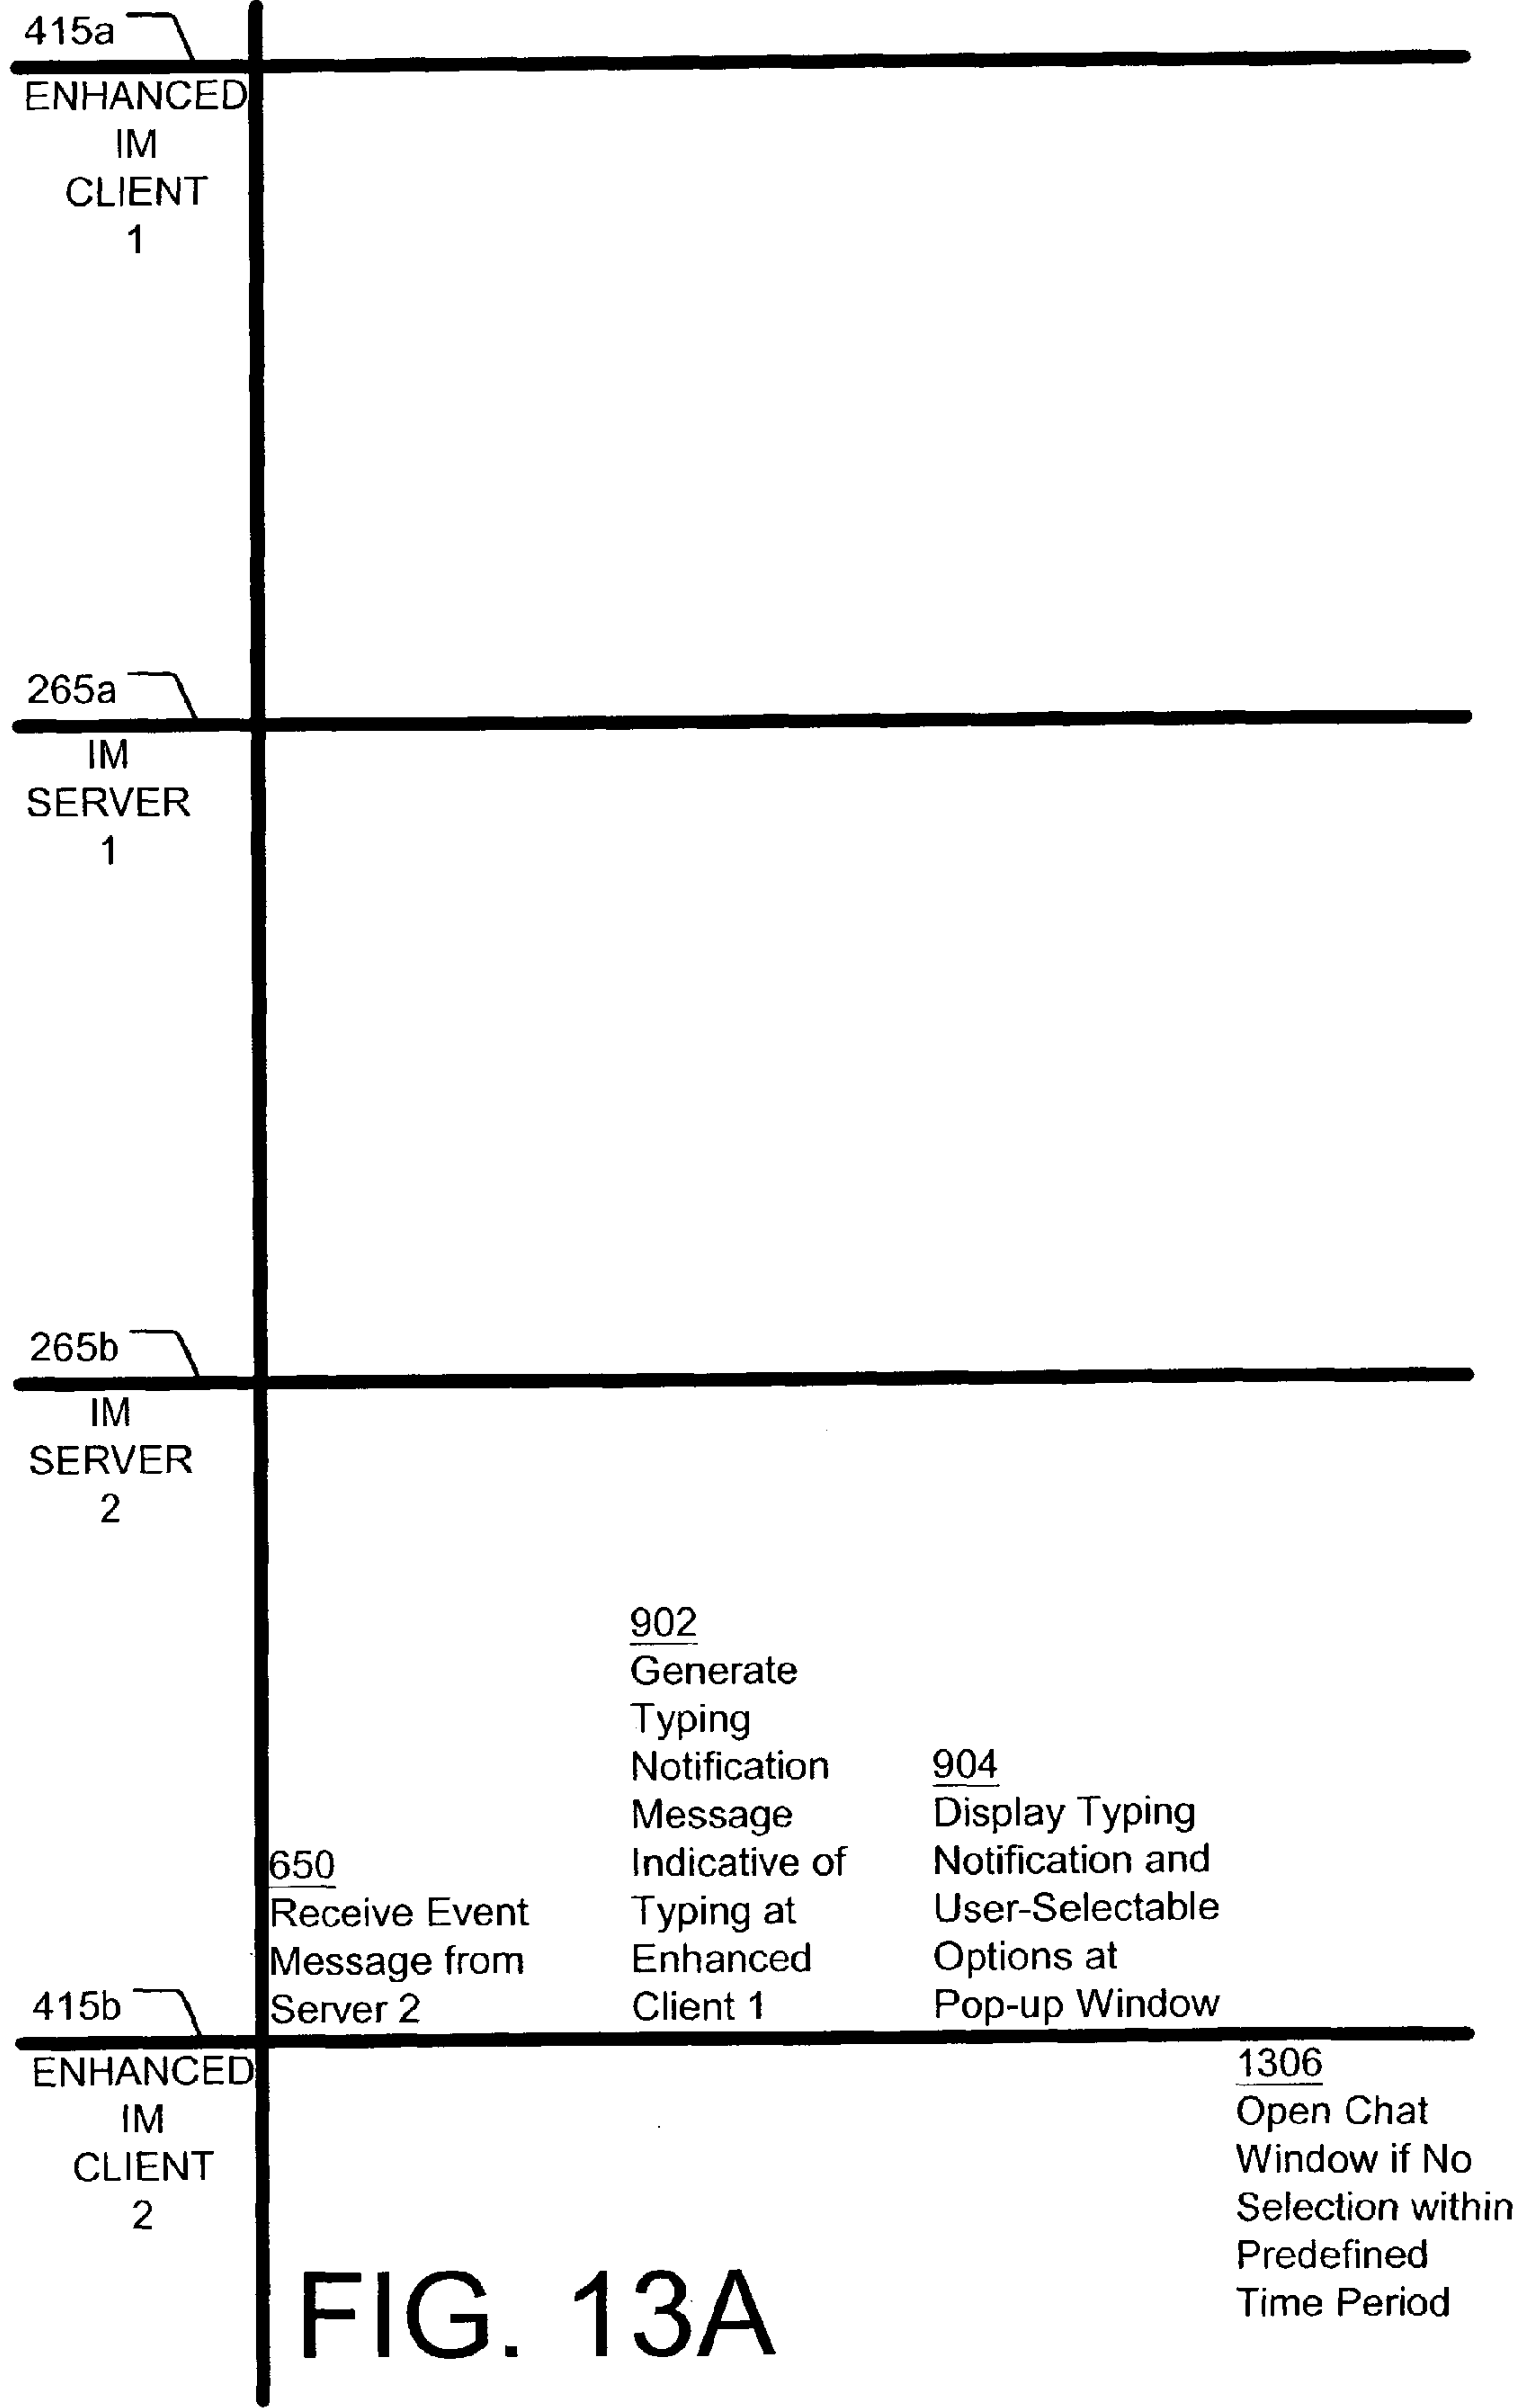 415a
ENHANCED
IM
CLIENT
1
265a
IM
SERVER
1
265b
IM
SERVER
2
650
Receive Event
Message from
Server 2
902
Generate
Typing
Notification
Message
Indicative of
Typing at
Enhanced
Client 1
904
Display Typing
Notification and
User-Selectable
Options at
Pop-up Window
415b
ENHANCED
IM
CLIENT
2
1306
Open Chat
Window if No
Selection within
Predefined
Time Period
FIG. 13A